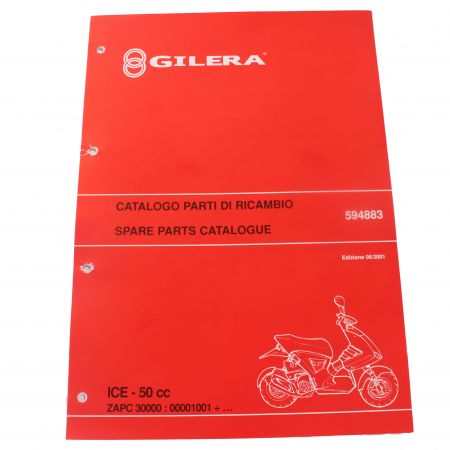 GILERA®
CATALOGO PARTI DI RICAMBIO
594883
SPARE PARTS CATALOGUE
Edizione 06/2001
ICE - 50 cc
ZAPC 30000 : 00001001 ÷ ...